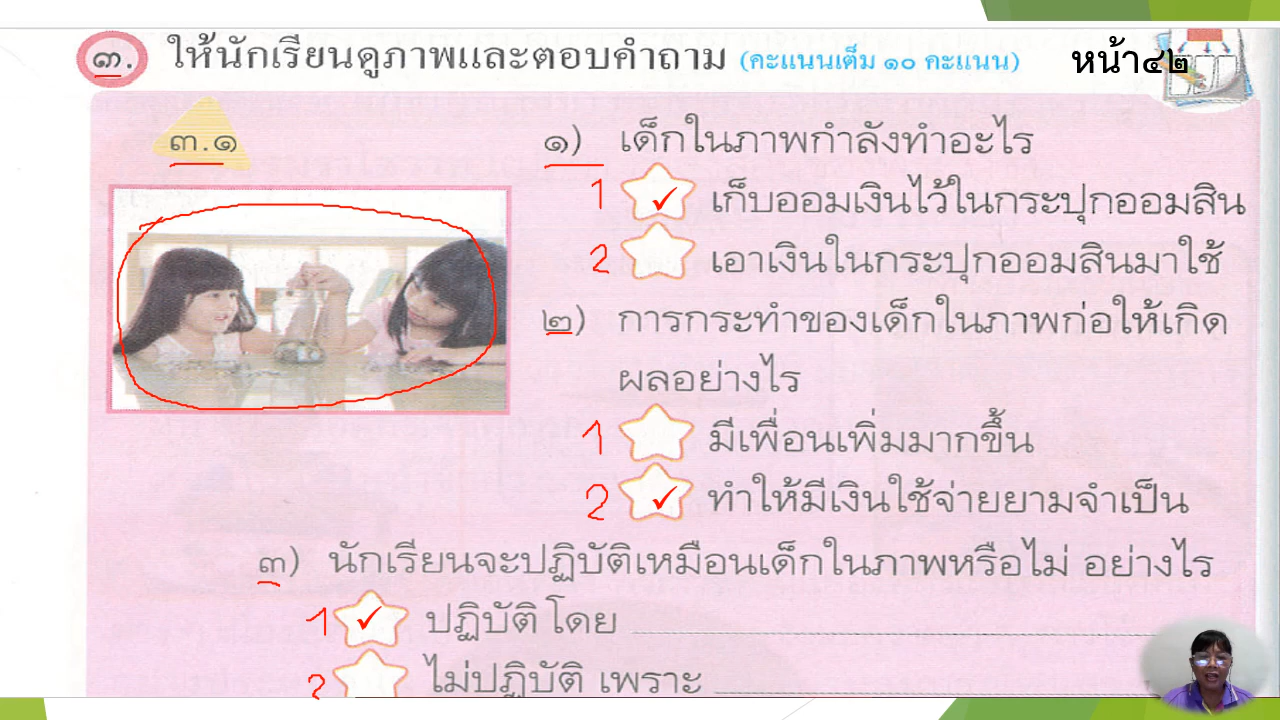 ๓. ให้นักเรียนดูภาพและตอบคำถาม (คะแนนเต็ม ๑๐ คะแนน) หน้า๔๒
๓.๑
๑) เด็กในภาพกำลังทำอะไร
1 ✓ เก็บออมเงินไว้ในกระปุกออมสิน
2 เอาเงินในกระปุกออมสินมาใช้
๒) การกระทำของเด็กในภาพก่อให้เกิด
ผลอย่างไร
1 มีเพื่อนเพิ่มมากขึ้น
2 ✓ ทำให้มีเงินใช้จ่ายยามจำเป็น
๓) นักเรียนจะปฏิบัติเหมือนเด็กในภาพหรือไม่ อย่างไร
1 ✓ ปฏิบัติ โดย
2 ไม่ปฏิบัติ เพราะ